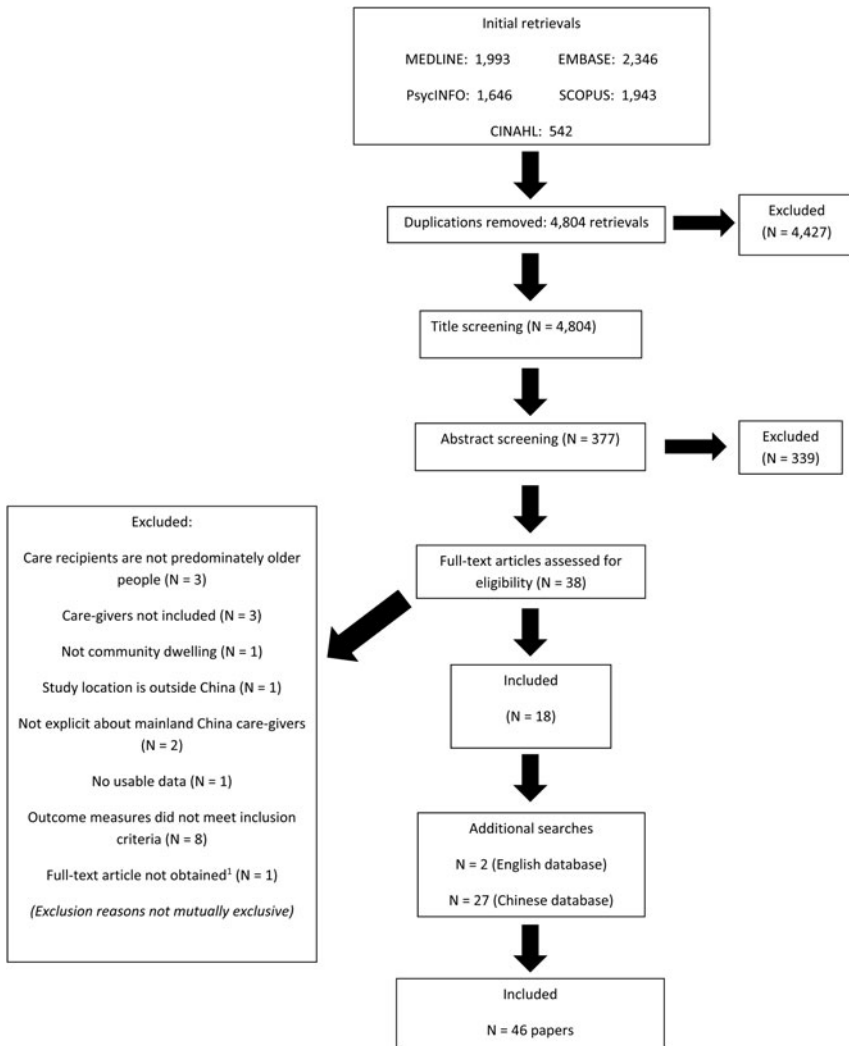 Initial retrievals
MEDLINE: 1,993 EMBASE: 2,346
PsycINFO: 1,646 SCOPUS: 1,943
CINAHL: 542
Duplications removed: 4,804 retrievals
Excluded
(N = 4,427)
Title screening (N = 4,804)
Abstract screening (N = 377)
Excluded
(N = 339)
Full-text articles assessed for
eligibility (N = 38)
Excluded:
Care recipients are not predominately older
people (N = 3)
Care-givers not included (N = 3)
Not community dwelling (N = 1)
Study location is outside China (N = 1)
Not explicit about mainland China care-givers
(N = 2)
No usable data (N = 1)
Outcome measures did not meet inclusion
criteria (N = 8)
Full-text article not obtained¹ (N = 1)
(Exclusion reasons not mutually exclusive)
Included
(N = 18)
Additional searches
N = 2 (English database)
N = 27 (Chinese database)
Included
N = 46 papers